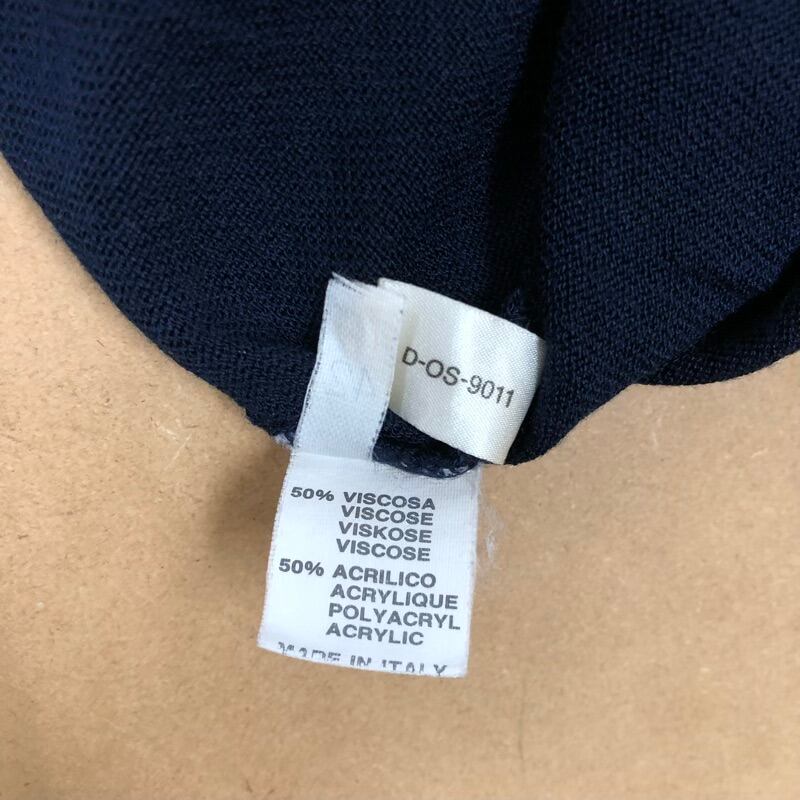 D-OS-9011
50% VISCOSA
VISCOSE
VISKOSE
VISCOSE
50% ACRILICO
ACRYLIQUE
POLYACRYL
ACRYLIC
MADE IN ITALY